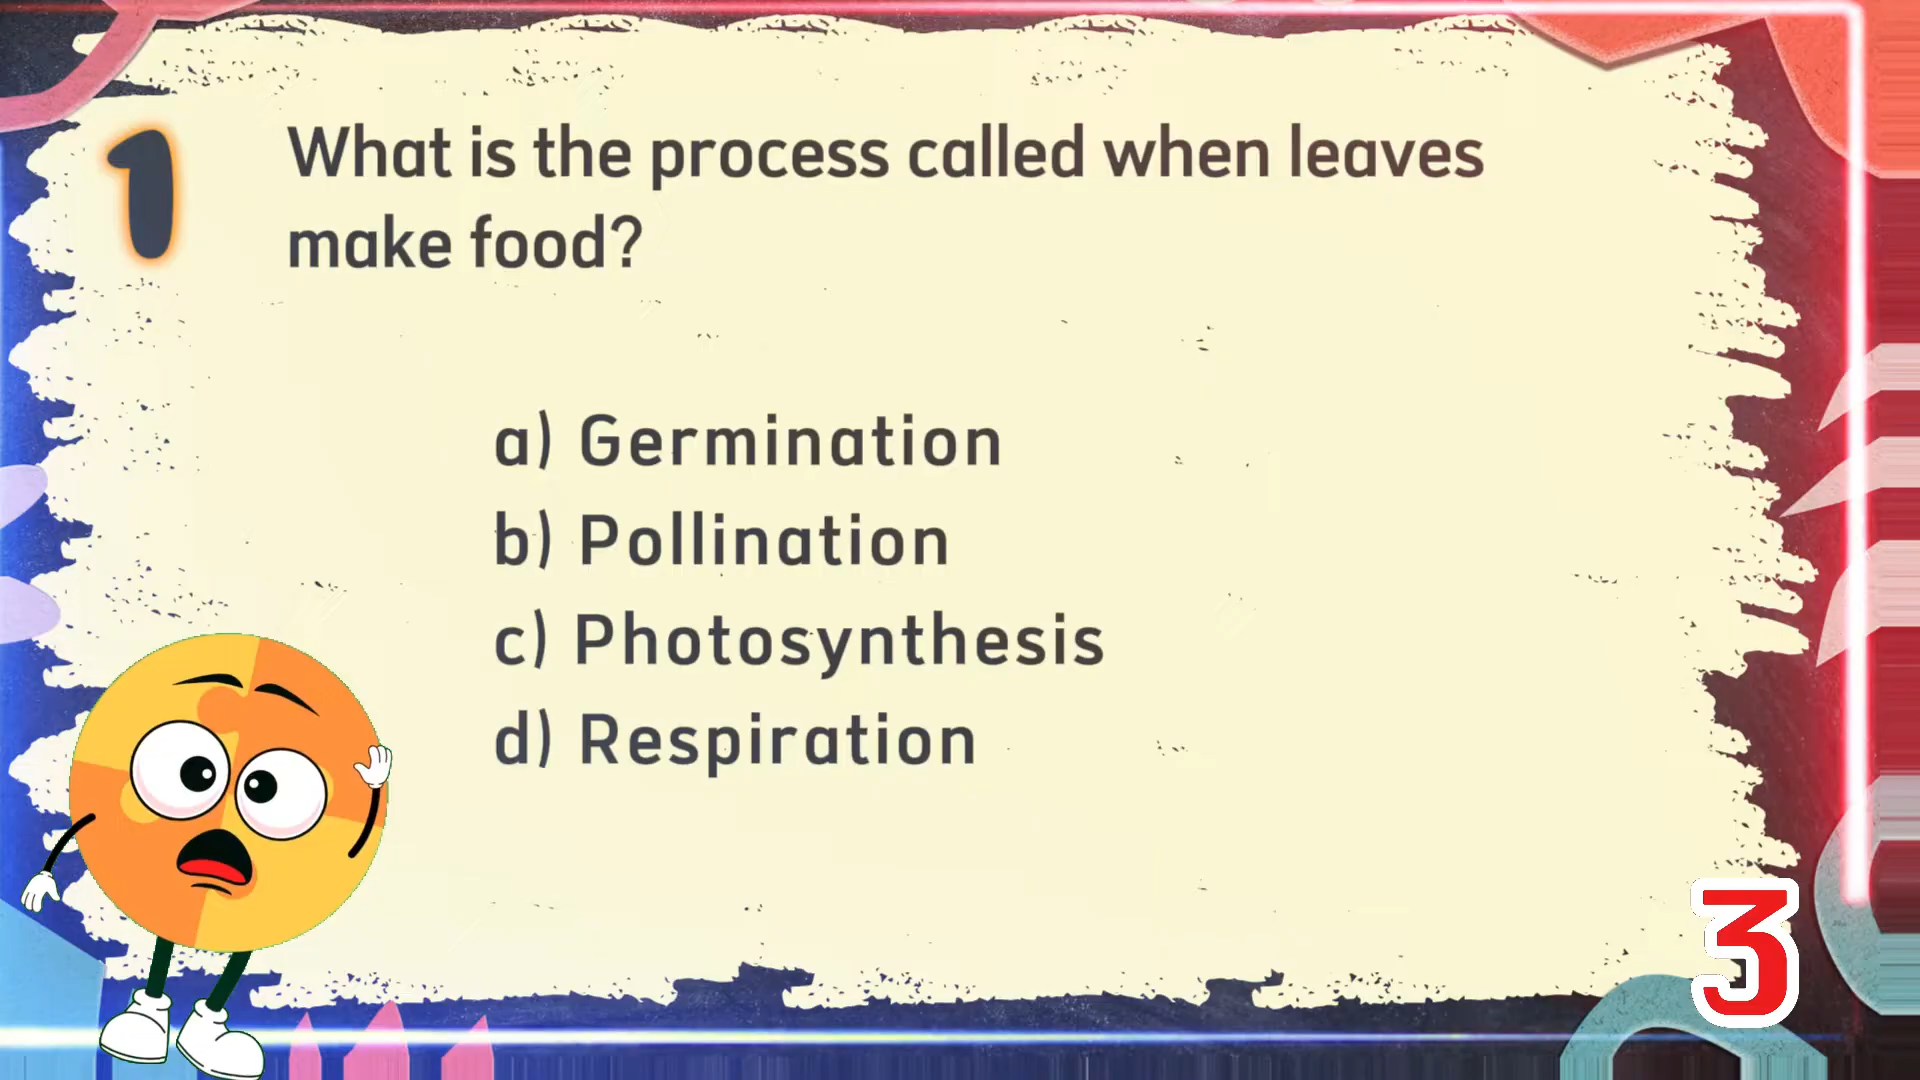 1
What is the process called when leaves
make food?
a) Germination
b) Pollination
c) Photosynthesis
d) Respiration
3